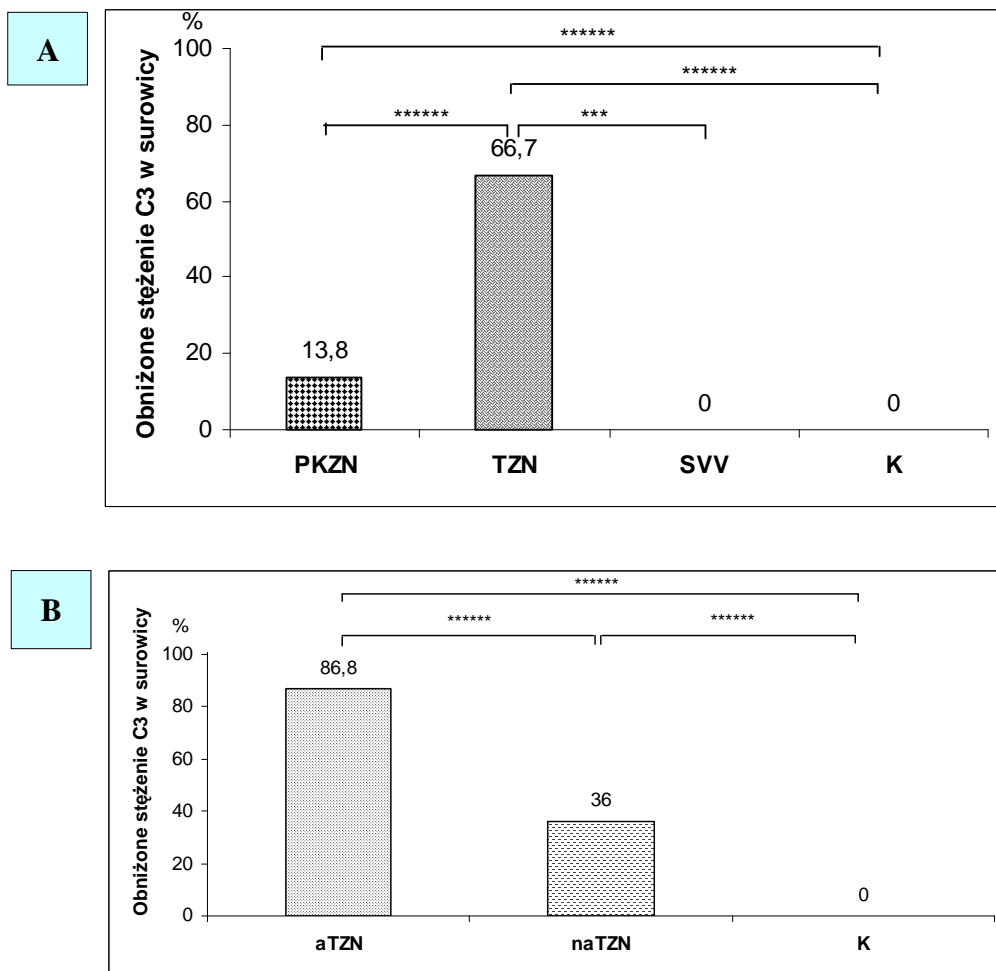 A
%
******
100
******
80
******
***
66,7
60
40
20
13,8
0
0
0
PKZN
TZN
SVV
K
Obniżone stężenie C3 w surowicy
B
%
******
******
******
100
86,8
80
60
40
36
20
0
0
aTZN
naTZN
K
Obniżone stężenie C3 w surowicy